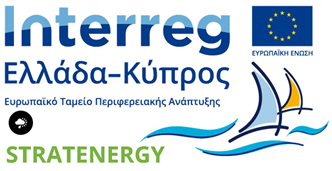 Interreg
ΕΥΡΩΠΑΪΚΗ ΕΝΩΣΗ
Ελλάδα–Κύπρος
Ευρωπαϊκό Ταμείο Περιφερειακής Ανάπτυξης
STRATENERGY